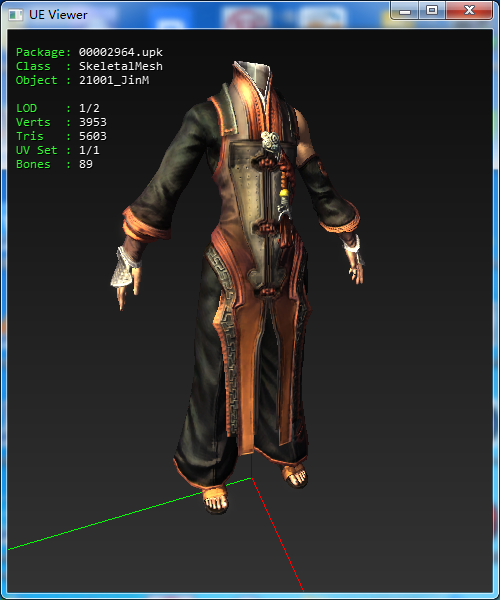 UE Viewer
Package: 00002964.upk
Class : SkeletalMesh
Object : 21001_JinM
LOD : 1/2
Verts : 3953
Tris : 5603
UV Set : 1/1
Bones : 89